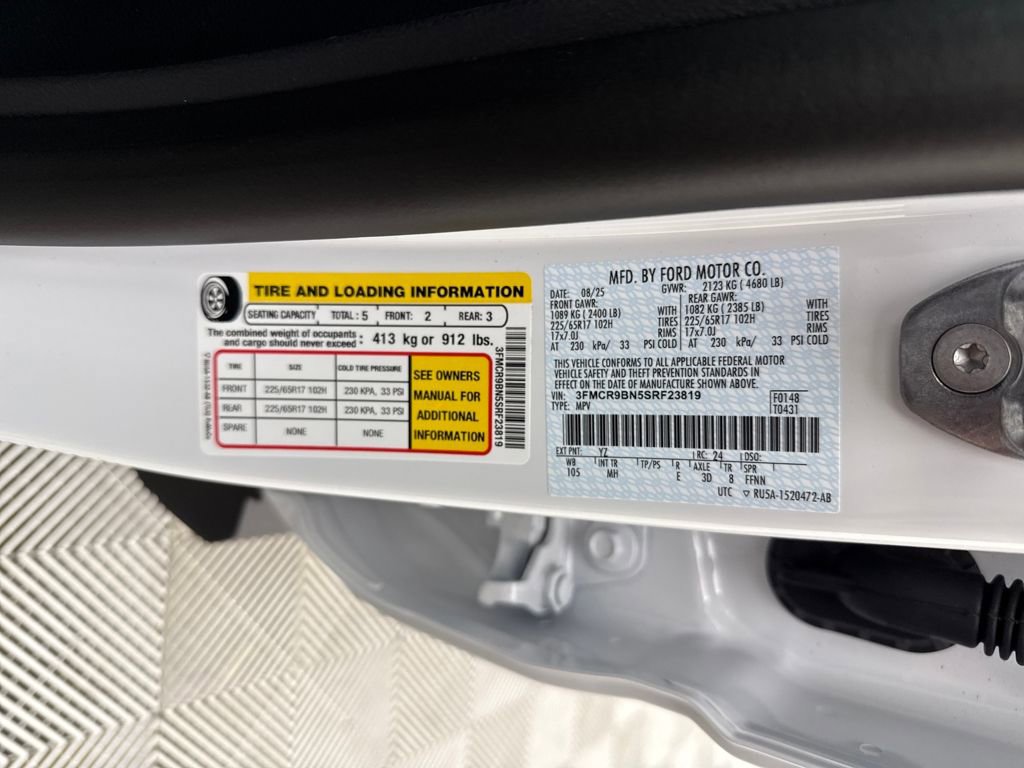 TIRE AND LOADING INFORMATION
SEATING CAPACITY TOTAL : 5 FRONT: 2 REAR: 3
The combined weight of occupants and cargo should never exceed : 413 kg or 912 lbs.
TIRE SIZE COLD TIRE PRESSURE
FRONT 225/65R17 102H 230 KPA, 33 PSI
REAR 225/65R17 102H 230 KPA, 33 PSI
SPARE NONE NONE
SEE OWNERS
MANUAL FOR
ADDITIONAL
INFORMATION
3FMCR9BN5SRF23819
MFD. BY FORD MOTOR CO.
DATE: 08/25 GVWR: 2123 KG ( 4680 LB)
FRONT GAWR: REAR GAWR:
1089 KG ( 2400 LB) WITH 1082 KG ( 2385 LB) WITH
225/65R17 102H TIRES 225/65R17 102H TIRES
17x7.0J RIMS 17x7.0J RIMS
AT 230 kPa/ 33 PSI COLD AT 230 kPa/ 33 PSI COLD
THIS VEHICLE CONFORMS TO ALL APPLICABLE FEDERAL MOTOR
VEHICLE SAFETY AND THEFT PREVENTION STANDARDS IN
EFFECT ON THE DATE OF MANUFACTURE SHOWN ABOVE.
VIN: 3FMCR9BN5SRF23819 F0148
TYPE: MPV T0431
EXT PNT: YZ RC: 24 DSO:
WB INT TR TP/PS R AXLE TR SPR
105 MH E 3D 8 FFNN
UTC ▽ RU5A-1520472-AB